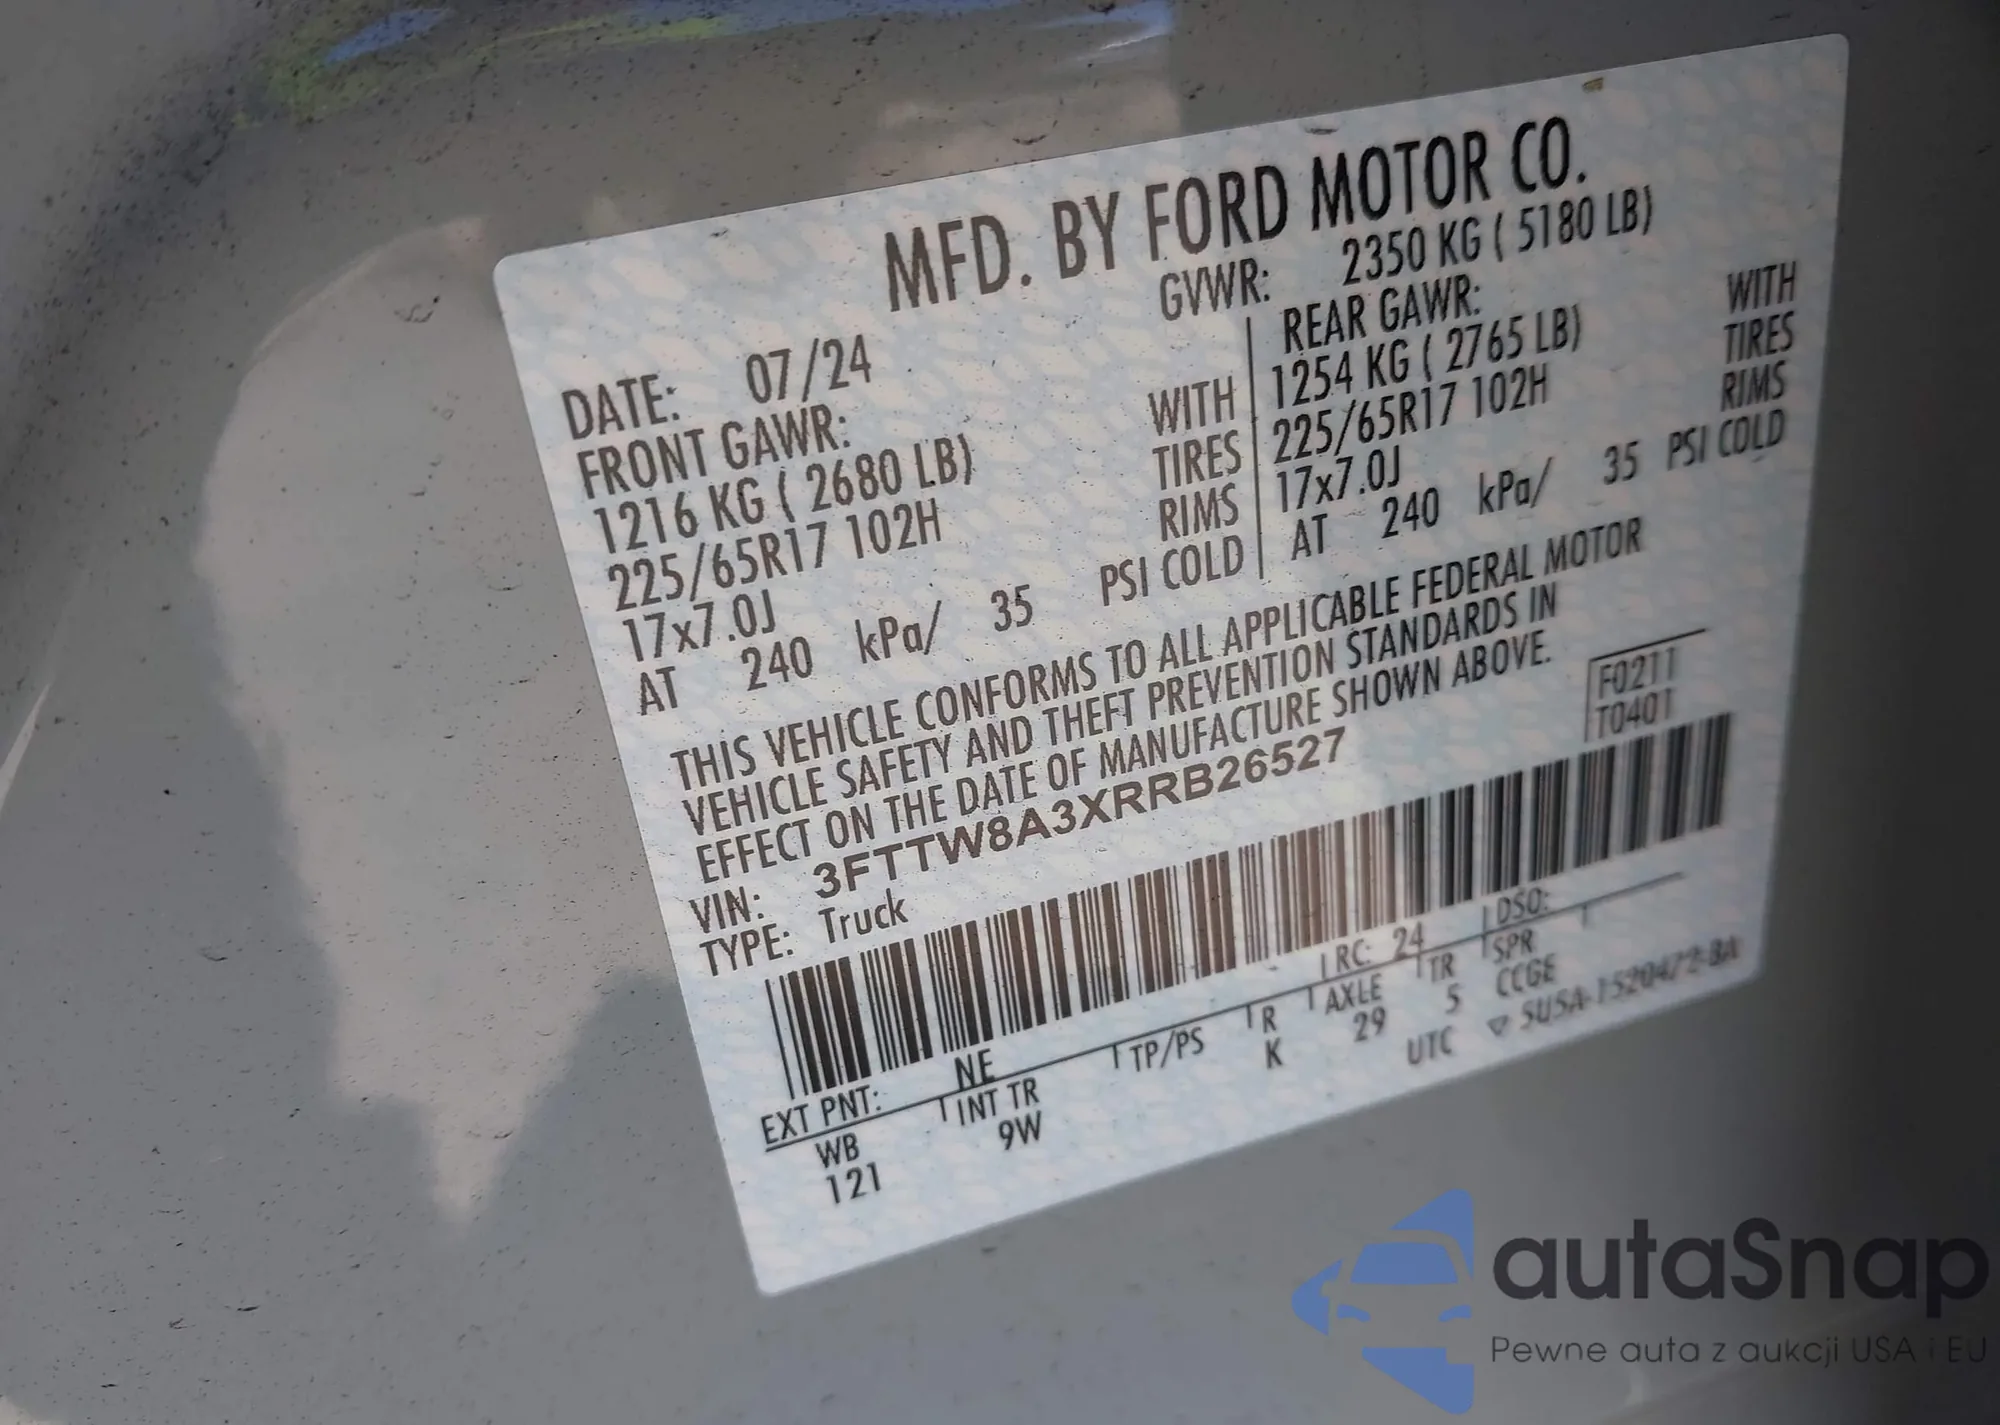 MFD. BY FORD MOTOR CO.
DATE: 07/24
GVWR: 2350 KG ( 5180 LB)
FRONT GAWR:
1216 KG ( 2680 LB) WITH
225/65R17 102H TIRES
17x7.0J RIMS
AT 240 kPa/ 35 PSI COLD
REAR GAWR:
1254 KG ( 2765 LB) WITH
225/65R17 102H TIRES
17x7.0J RIMS
AT 240 kPa/ 35 PSI COLD
THIS VEHICLE CONFORMS TO ALL APPLICABLE FEDERAL MOTOR
VEHICLE SAFETY AND THEFT PREVENTION STANDARDS IN
EFFECT ON THE DATE OF MANUFACTURE SHOWN ABOVE.
VIN: 3FTTW8A3XRRB26527
TYPE: Truck
F0211
T0401
EXT PNT: NE RC: 24 DSO:
WB INT TR TP/PS R AXLE TR SPR
121 9W K 29 5 CCGE
UTC ▽ 5U5A-1520472-BA
autaSnap
Pewne auta z aukcji USA i EU